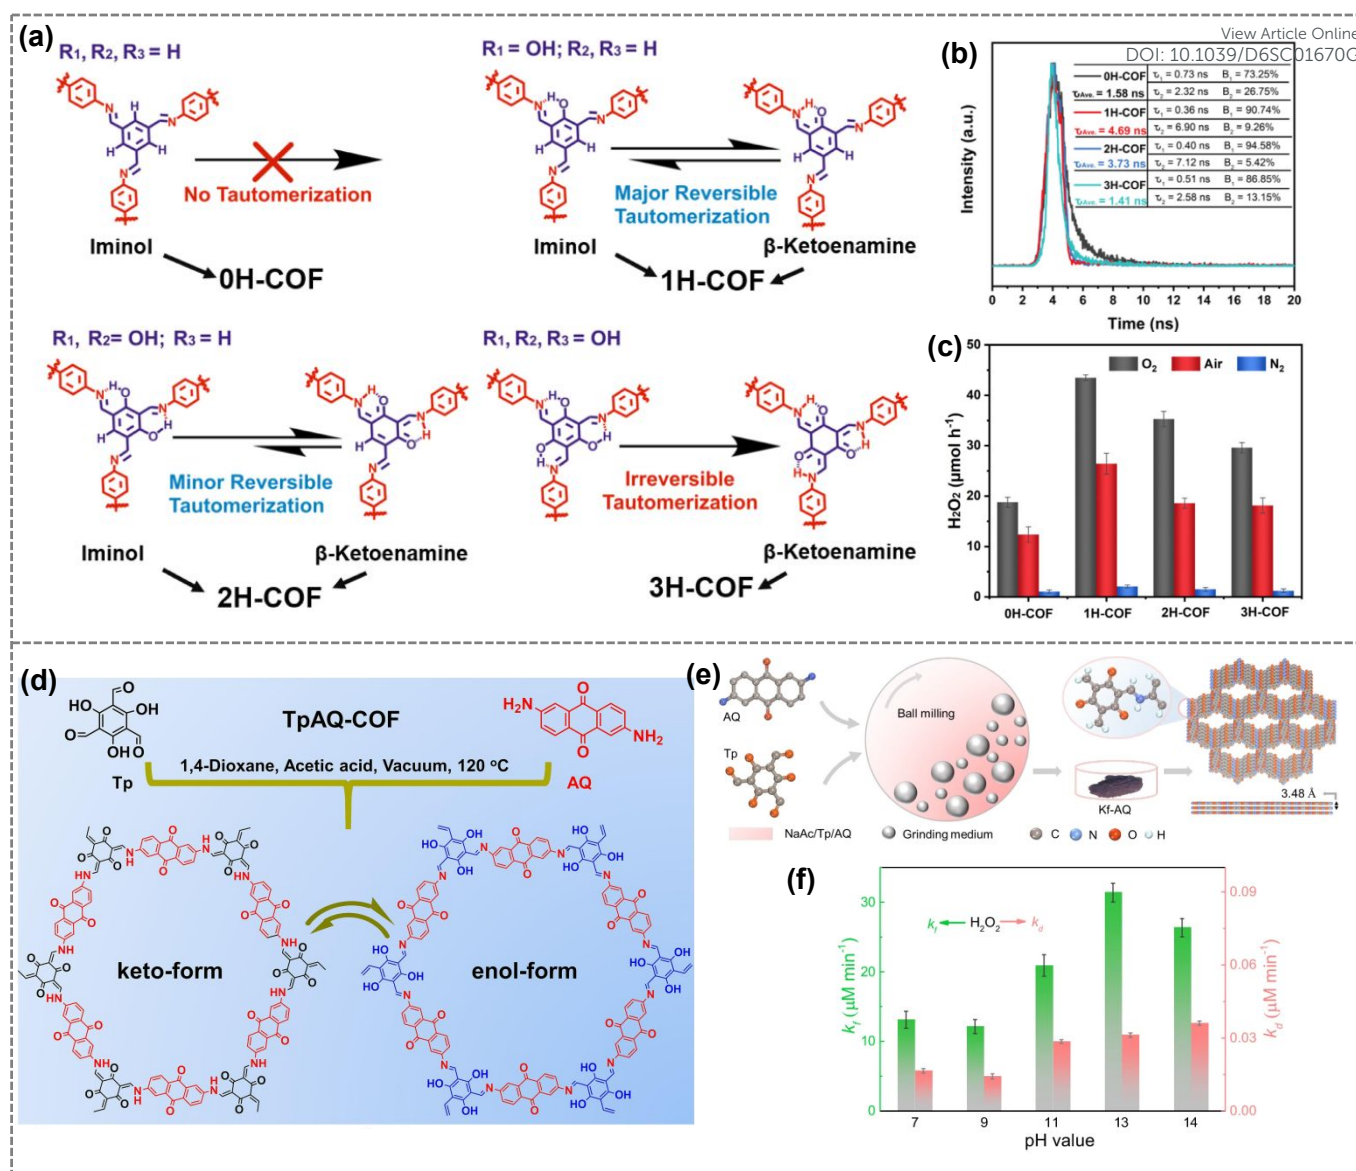 View Article Online
DOI: 10.1039/D6SC01670G
(a)
R1, R2, R3 = H
No Tautomerization
Iminol
0H-COF
R1 = OH; R2, R3 = H
Major Reversible
Tautomerization
Iminol
β-Ketoenamine
1H-COF
R1, R2= OH; R3 = H
Minor Reversible
Tautomerization
Iminol
β-Ketoenamine
2H-COF
R1, R2, R3 = OH
Irreversible
Tautomerization
β-Ketoenamine
3H-COF
(b)
Intensity (a.u.)
0H-COF τ1 = 0.73 ns B1 = 73.25%
τAve. = 1.58 ns τ2 = 2.32 ns B2 = 26.75%
1H-COF τ1 = 0.36 ns B1 = 90.74%
τAve. = 4.69 ns τ2 = 6.90 ns B2 = 9.26%
2H-COF τ1 = 0.40 ns B1 = 94.58%
τAve. = 3.73 ns τ2 = 7.12 ns B2 = 5.42%
3H-COF τ1 = 0.51 ns B1 = 86.85%
τAve. = 1.41 ns τ2 = 2.58 ns B2 = 13.15%
0 2 4 6 8 10 12 14 16 18 20
Time (ns)
(c)
H2O2 (μmol h-1)
50
40
30
20
10
0
O2 Air N2
0H-COF 1H-COF 2H-COF 3H-COF
(d)
TpAQ-COF
Tp
AQ
1,4-Dioxane, Acetic acid, Vacuum, 120 °C
keto-form
enol-form
(e)
AQ
Tp
Ball milling
Kf-AQ
3.48 Å
NaAc/Tp/AQ
Grinding medium
C N O H
(f)
kf (μM min-1)
30
20
10
0
kf H2O2 kd
kd (μM min-1)
0.09
0.06
0.03
0.00
7 9 11 13 14
pH value